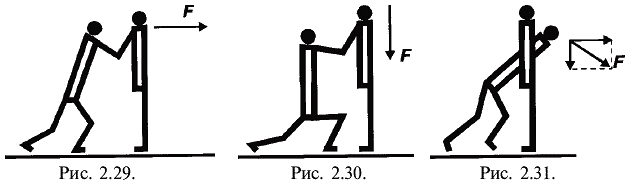 F
F
F
Рис. 2.29.
Рис. 2.30.
Рис. 2.31.